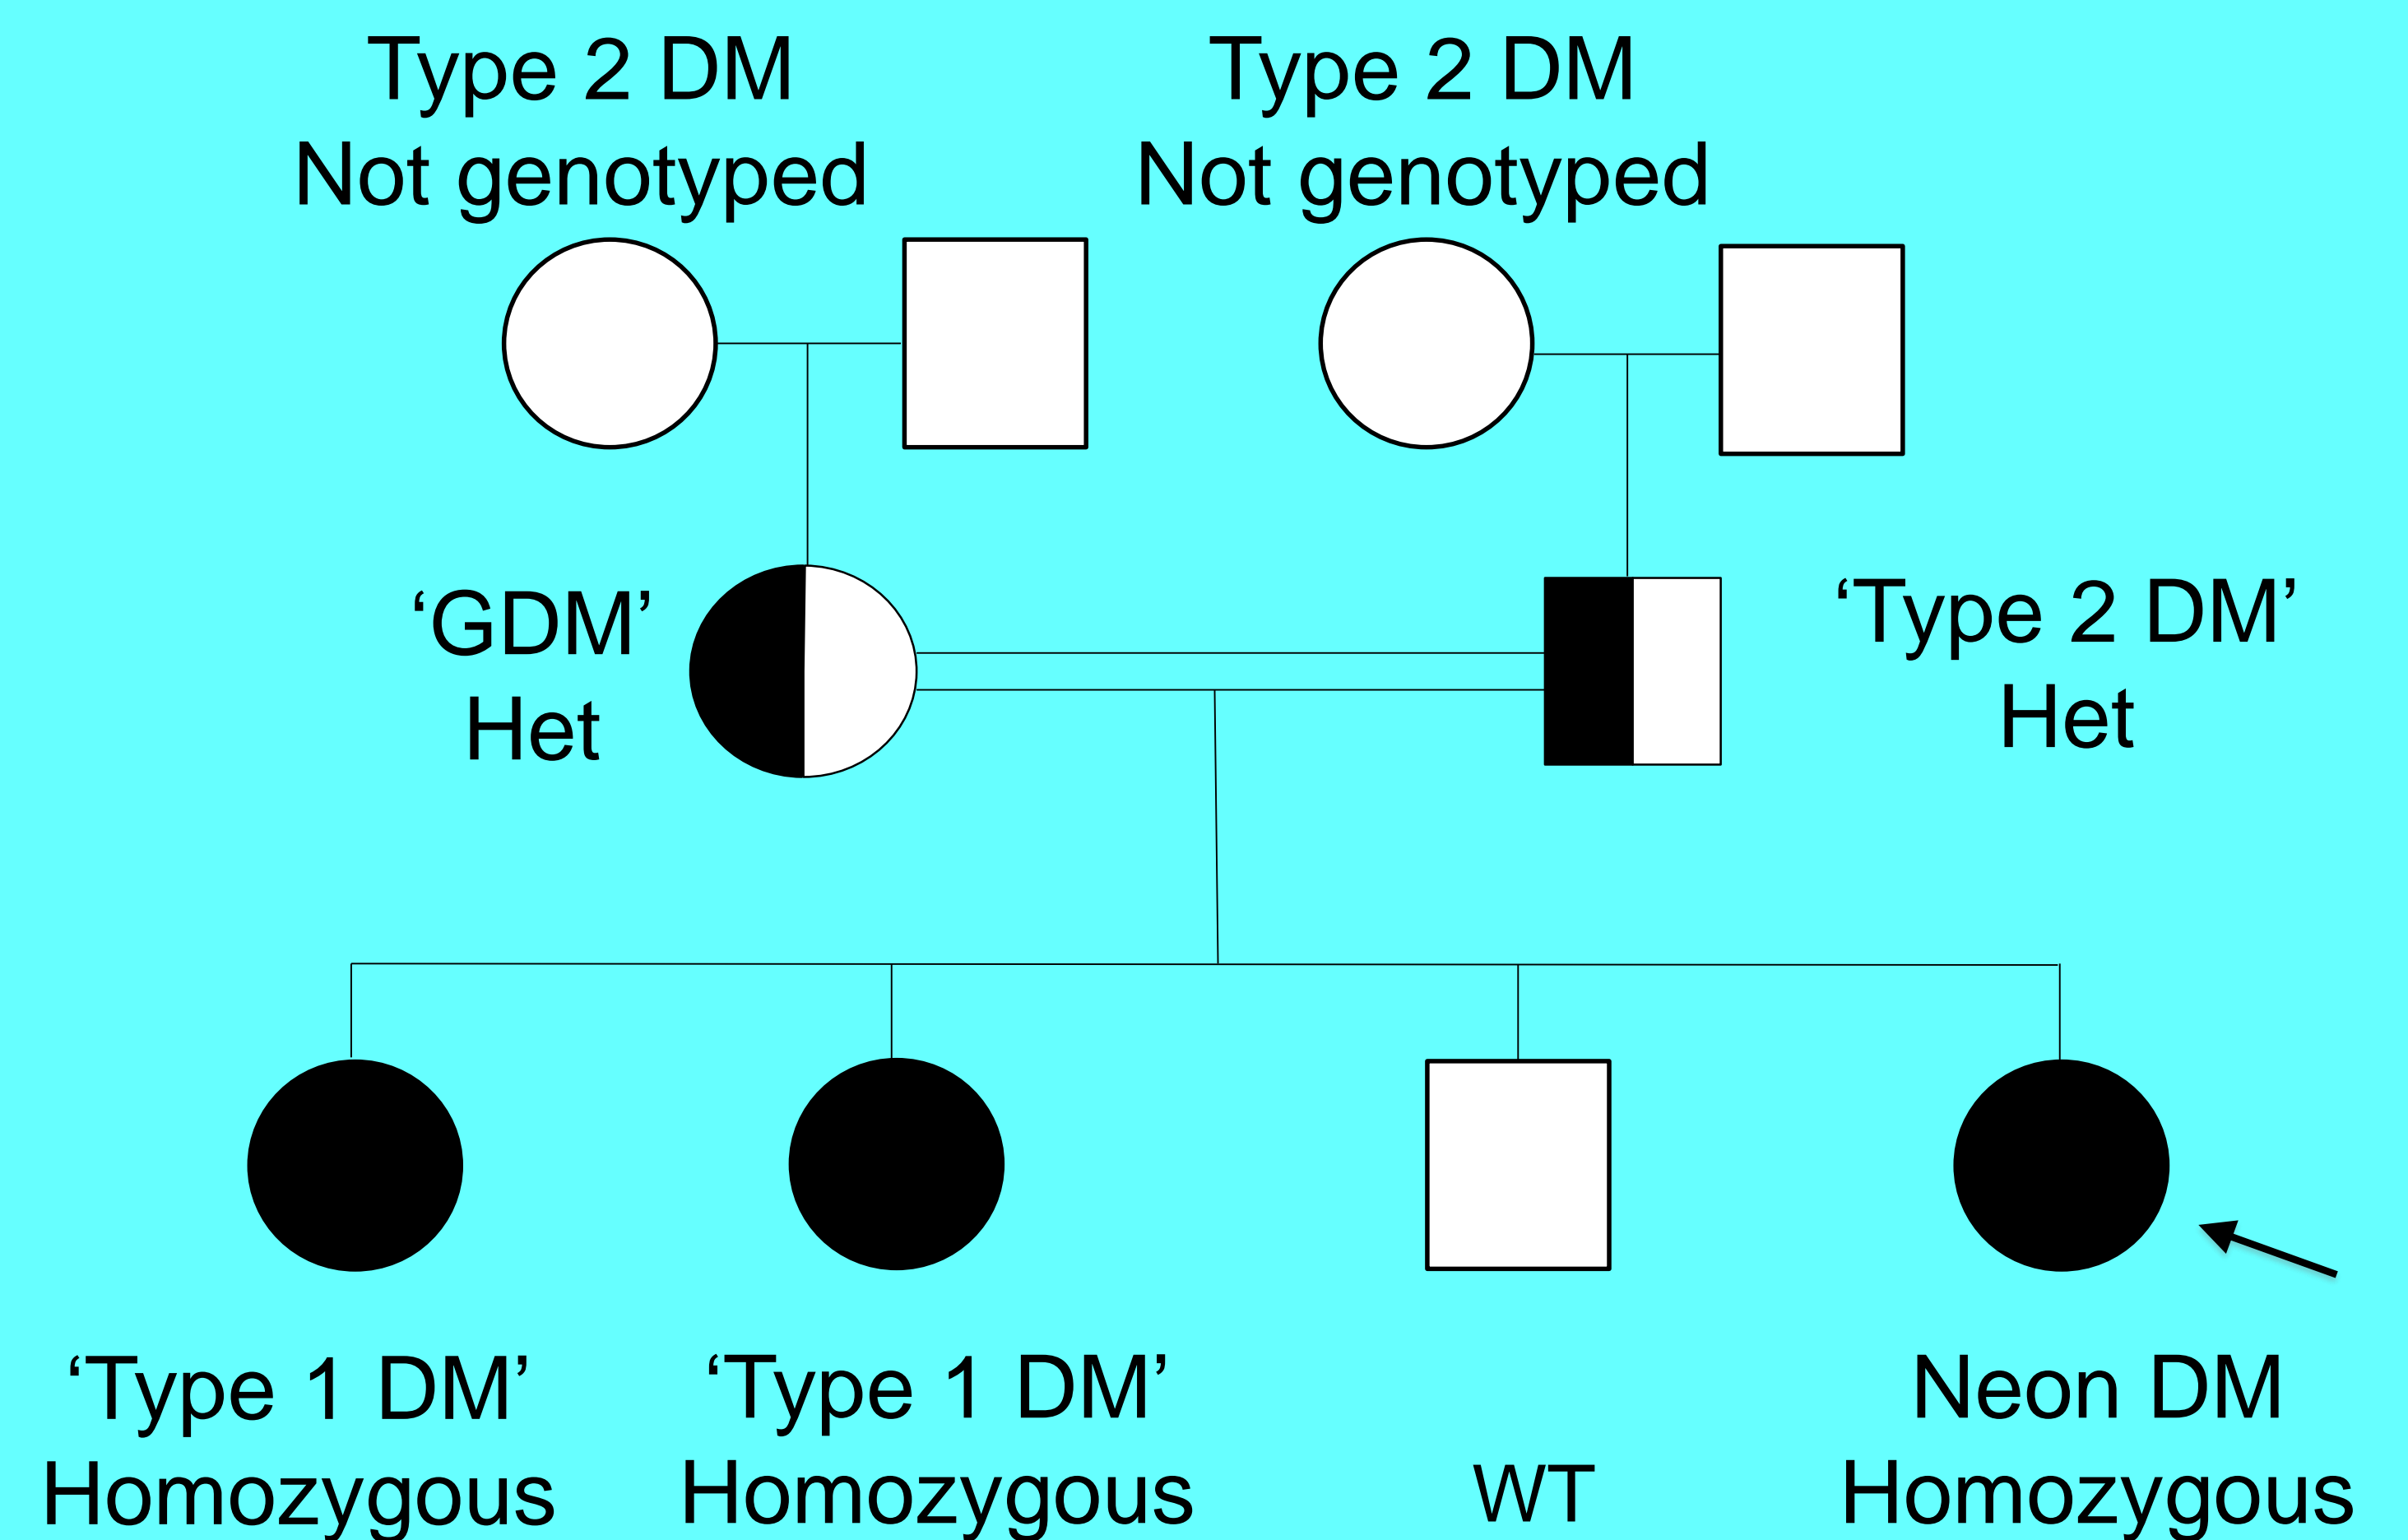 Type 2 DM
Not genotyped
Type 2 DM
Not genotyped
‘GDM’
Het
‘Type 2 DM’
Het
‘Type 1 DM’
Homozygous
‘Type 1 DM’
Homozygous
WT
Neon DM
Homozygous